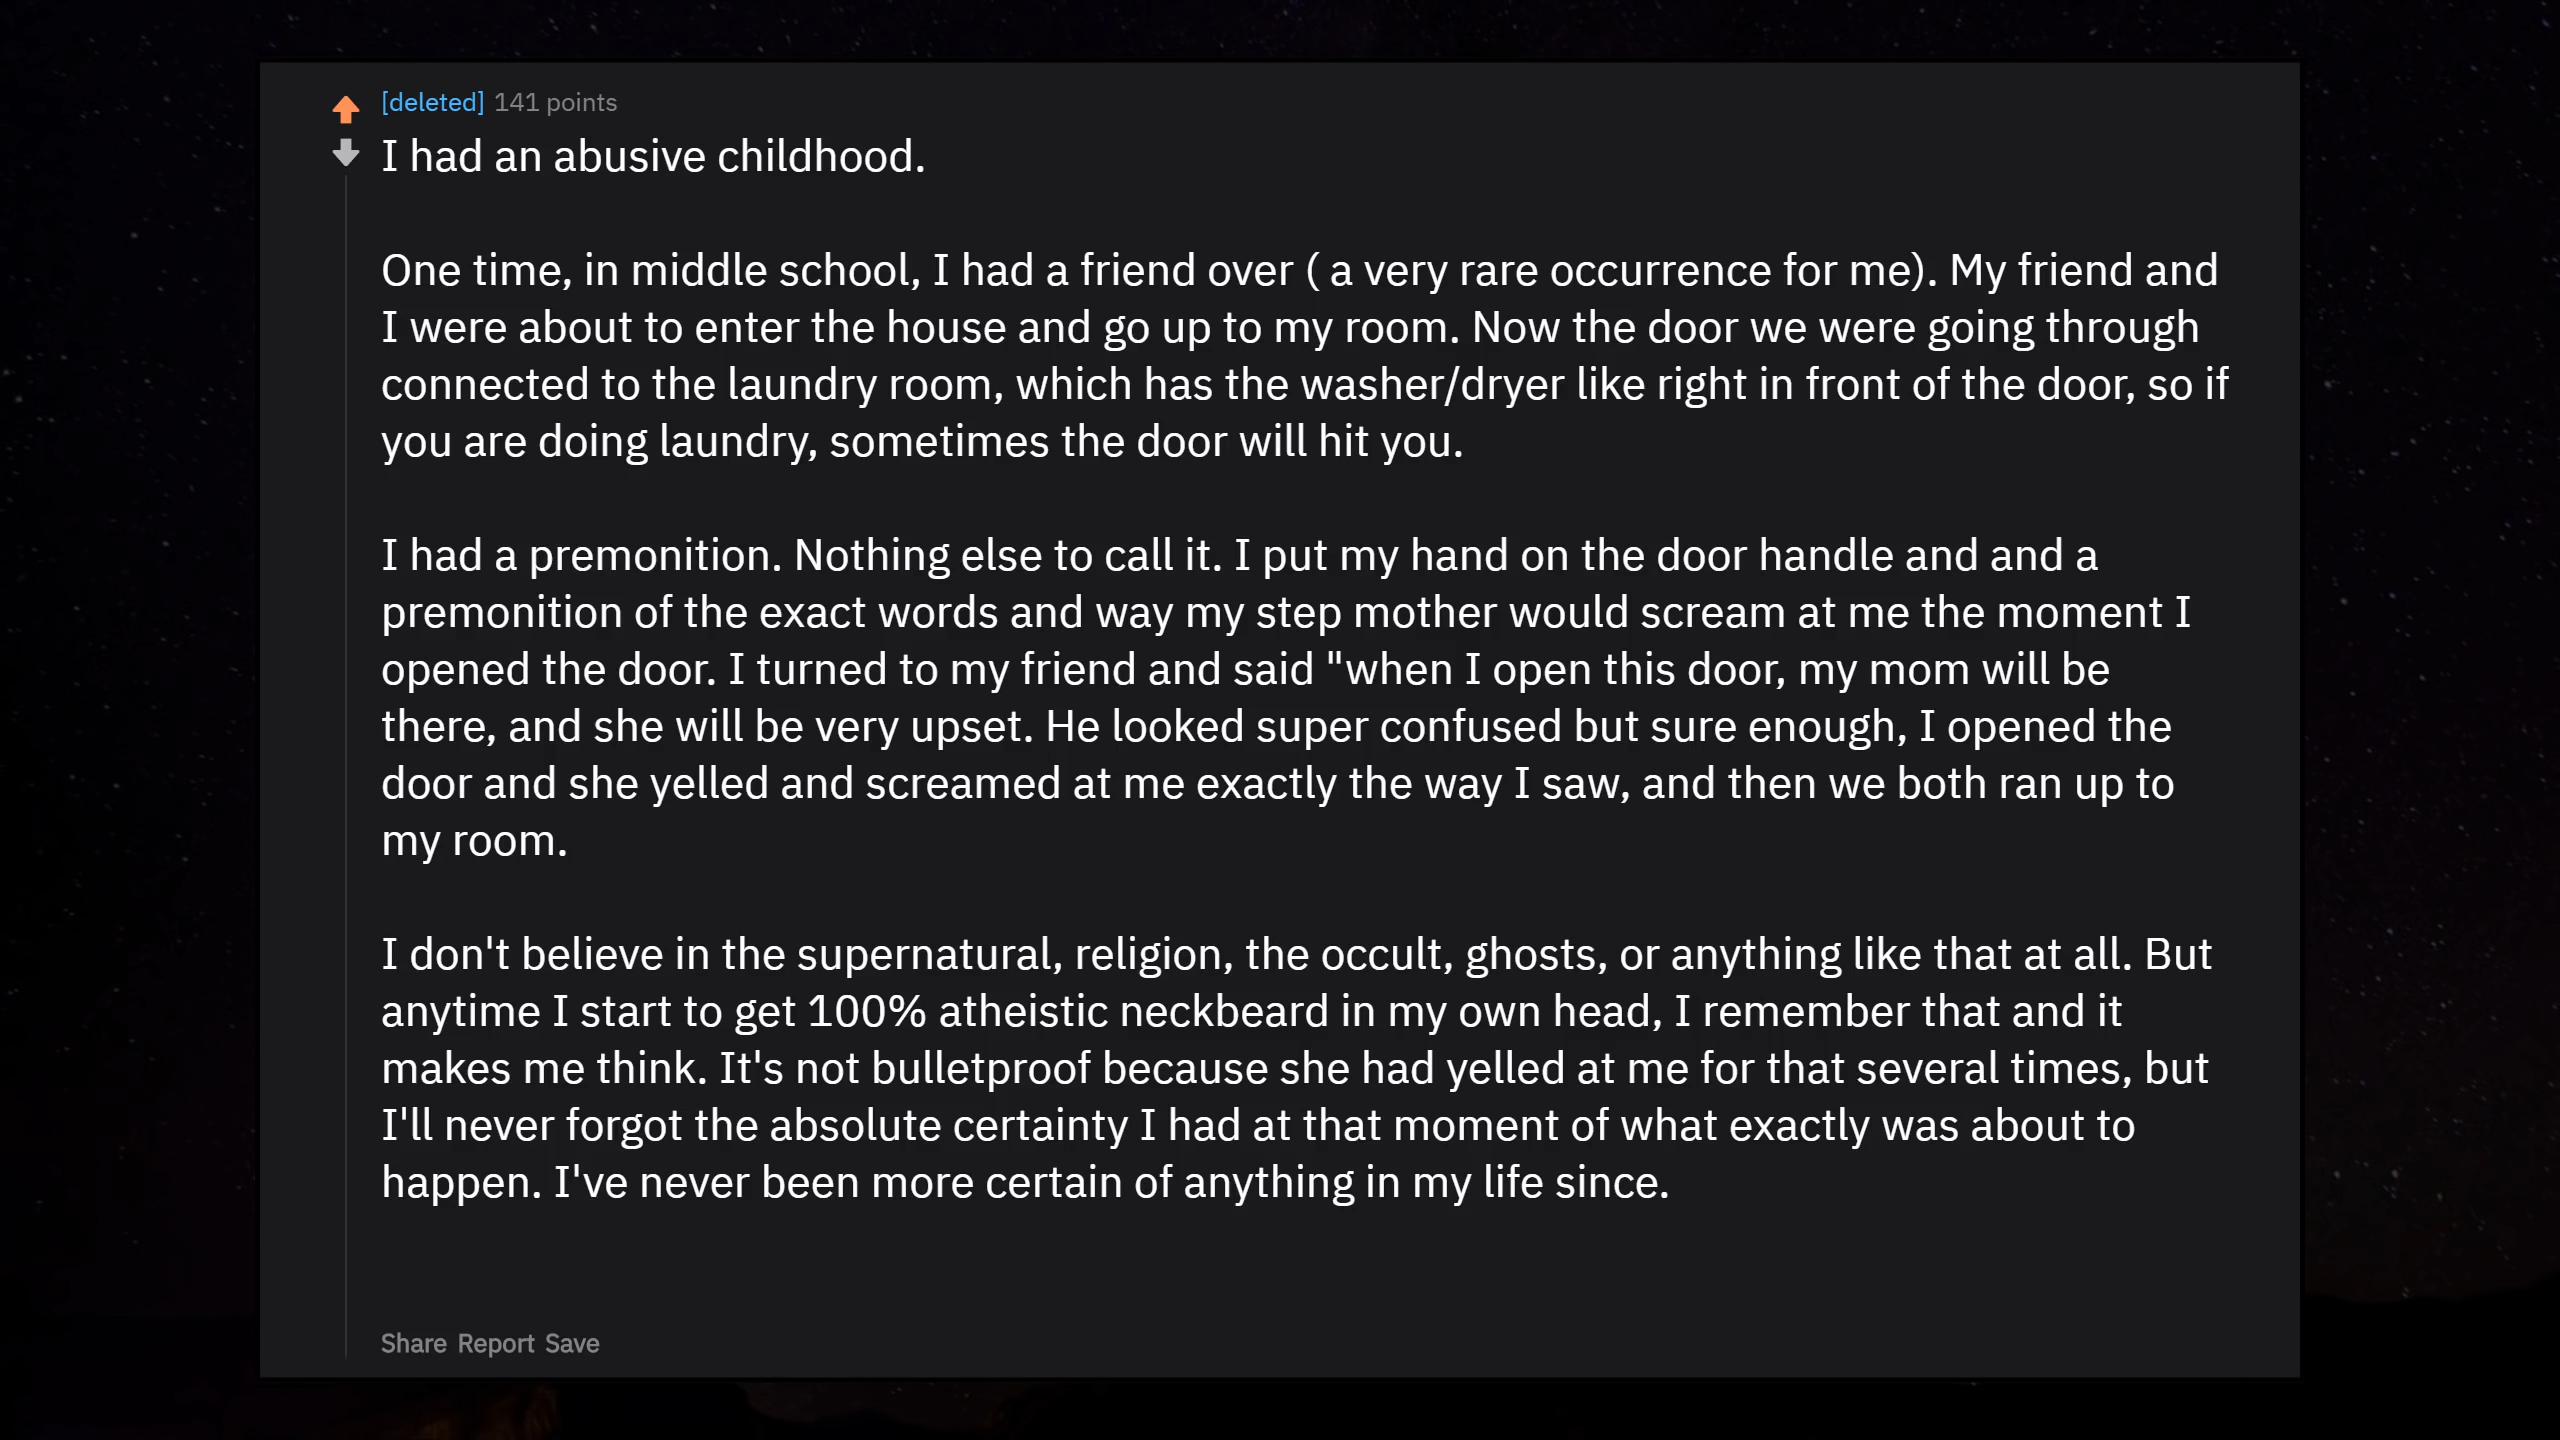 [deleted] 141 points
I had an abusive childhood.
One time, in middle school, I had a friend over ( a very rare occurrence for me). My friend and
I were about to enter the house and go up to my room. Now the door we were going through
connected to the laundry room, which has the washer/dryer like right in front of the door, so if
you are doing laundry, sometimes the door will hit you.
I had a premonition. Nothing else to call it. I put my hand on the door handle and and a
premonition of the exact words and way my step mother would scream at me the moment I
opened the door. I turned to my friend and said "when I open this door, my mom will be
there, and she will be very upset. He looked super confused but sure enough, I opened the
door and she yelled and screamed at me exactly the way I saw, and then we both ran up to
my room.
I don't believe in the supernatural, religion, the occult, ghosts, or anything like that at all. But
anytime I start to get 100% atheistic neckbeard in my own head, I remember that and it
makes me think. It's not bulletproof because she had yelled at me for that several times, but
I'll never forgot the absolute certainty I had at that moment of what exactly was about to
happen. I've never been more certain of anything in my life since.
Share Report Save